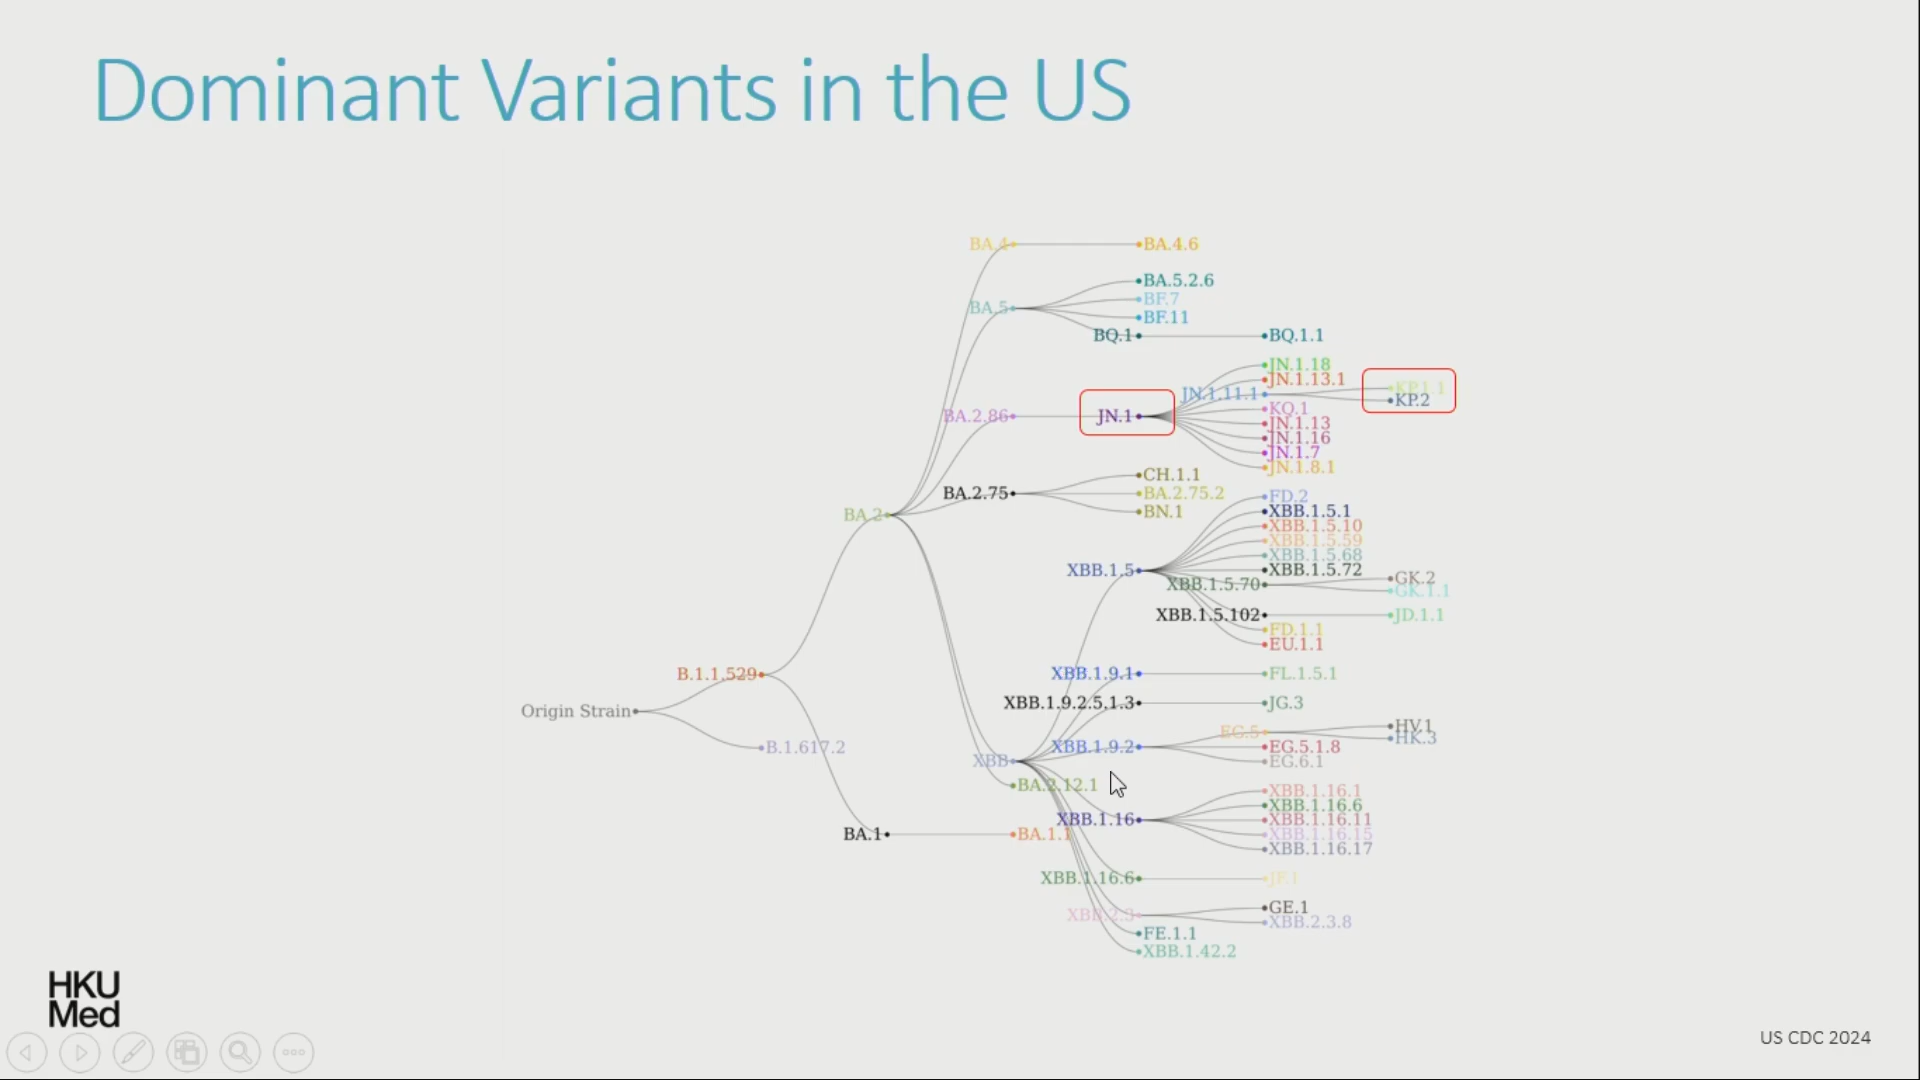 Dominant Variants in the US
BA.4
BA.4.6
BA.5.2.6
BF.7
BA.5
BF.11
BQ.1
BQ.1.1
JN.1.18
JN.1.13.1
KP.1.1
JN.1.11.1
KP.2
KQ.1
BA.2.86
JN.1
JN.1.13
JN.1.16
JN.1.7
JN.1.8.1
CH.1.1
BA.2.75
BA.2.75.2
FD.2
BN.1
XBB.1.5.1
BA.2
XBB.1.5.10
XBB.1.5.59
XBB.1.5.68
XBB.1.5
XBB.1.5.72
GK.2
XBB.1.5.70
GK.1.1
XBB.1.5.102
JD.1.1
FD.1.1
EU.1.1
B.1.1.529
XBB.1.9.1
FL.1.5.1
XBB.1.9.2.5.1.3
JG.3
Origin Strain
HV.1
EG.5
HK.3
B.1.617.2
XBB.1.9.2
EG.5.1.8
XBB
EG.6.1
BA.2.12.1
XBB.1.16.1
XBB.1.16.6
XBB.1.16
XBB.1.16.11
BA.1
BA.1.1
XBB.1.16.15
XBB.1.16.17
XBB.1.16.6
JF.1
GE.1
XBB.2.3
XBB.2.3.8
FE.1.1
XBB.1.42.2
HKU
Med
US CDC 2024